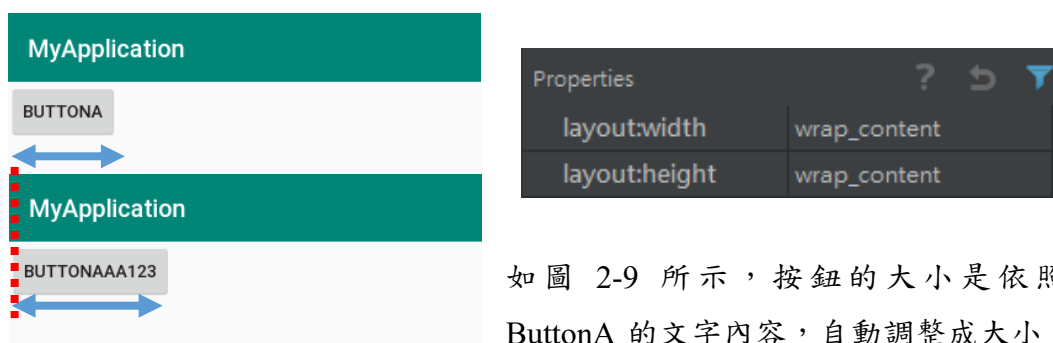 MyApplication
BUTTONA
MyApplication
BUTTONAAA123
Properties ?
layout:width wrap_content
layout:height wrap_content
如圖 2-9 所示，按鈕的大小是依照
ButtonA 的文字內容，自動調整成大小